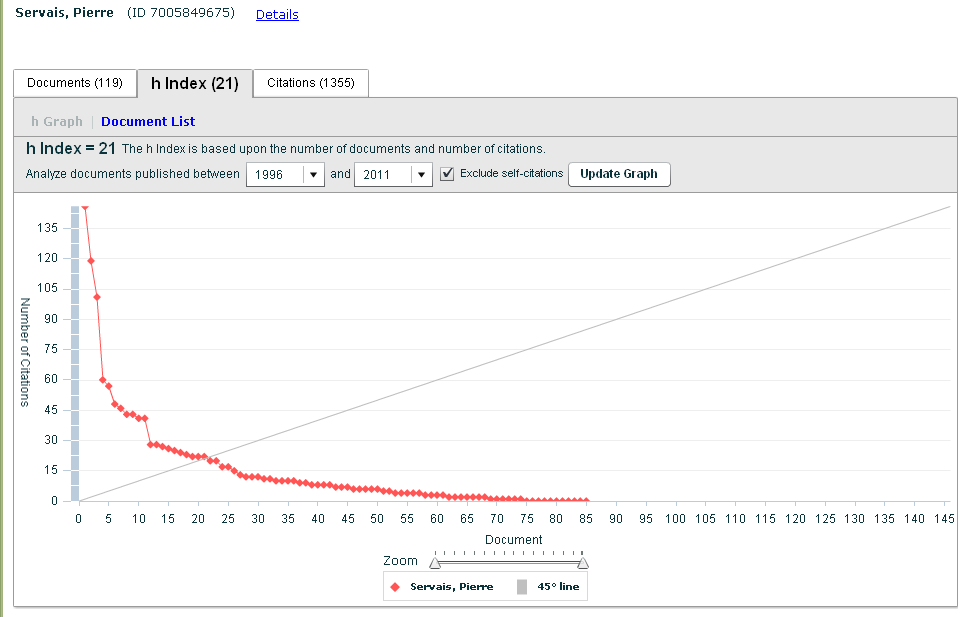 Servais, Pierre (ID 7005849675) Details
Documents (119) h Index (21) Citations (1355)
h Graph | Document List
h Index = 21 The h Index is based upon the number of documents and number of citations.
Analyze documents published between 1996 and 2011 Exclude self-citations Update Graph
Number of Citations
135
120
105
90
75
60
45
30
15
0
0 5 10 15 20 25 30 35 40 45 50 55 60 65 70 75 80 85 90 95 100 105 110 115 120 125 130 135 140 145
Document
Zoom
Servais, Pierre 45° line